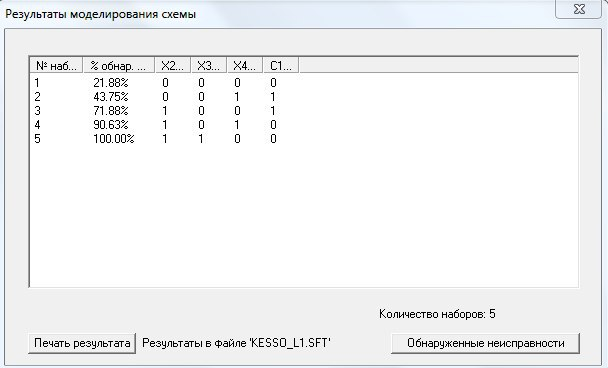 Результаты моделирования схемы
№ наб... % обнар. ... X2... X3... X4... C1...
1 21.88% 0 0 0 0
2 43.75% 0 0 1 1
3 71.88% 1 0 0 1
4 90.63% 1 0 1 0
5 100.00% 1 1 0 0
Количество наборов: 5
Печать результата Результаты в файле 'KESSO_L1.SFT' Обнаруженные неисправности